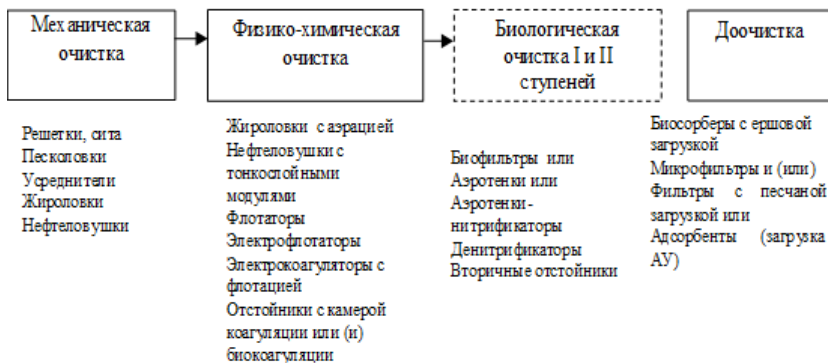 Механическая
очистка
Физико-химическая
очистка
Биологическая
очистка I и II
ступеней
Доочистка
Решетки, сита
Песколовки
Усреднители
Жироловки
Нефтеловушки
Жироловки с аэрацией
Нефтеловушки с
тонкослойными
модулями
Флотаторы
Электрофлотаторы
Электрокоагуляторы с
флотацией
Отстойники с камерой
коагуляции или (и)
биокоагуляции
Биофильтры или
Аэротенки или
Аэротенки-
нитрификаторы
Денитрификаторы
Вторичные отстойники
Биосорберы с ершовой
загрузкой
Микрофильтры и (или)
Фильтры с песчаной
загрузкой или
Адсорбенты (загрузка
АУ)